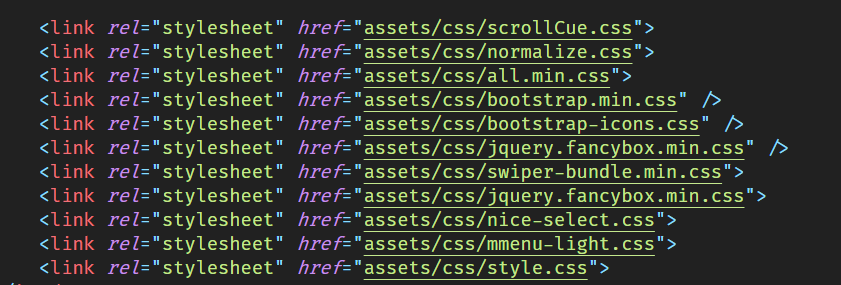 <link rel="stylesheet" href="assets/css/scrollCue.css">
<link rel="stylesheet" href="assets/css/normalize.css">
<link rel="stylesheet" href="assets/css/all.min.css">
<link rel="stylesheet" href="assets/css/bootstrap.min.css" />
<link rel="stylesheet" href="assets/css/bootstrap-icons.css" />
<link rel="stylesheet" href="assets/css/jquery.fancybox.min.css" />
<link rel="stylesheet" href="assets/css/swiper-bundle.min.css">
<link rel="stylesheet" href="assets/css/jquery.fancybox.min.css">
<link rel="stylesheet" href="assets/css/nice-select.css">
<link rel="stylesheet" href="assets/css/mmenu-light.css">
<link rel="stylesheet" href="assets/css/style.css">